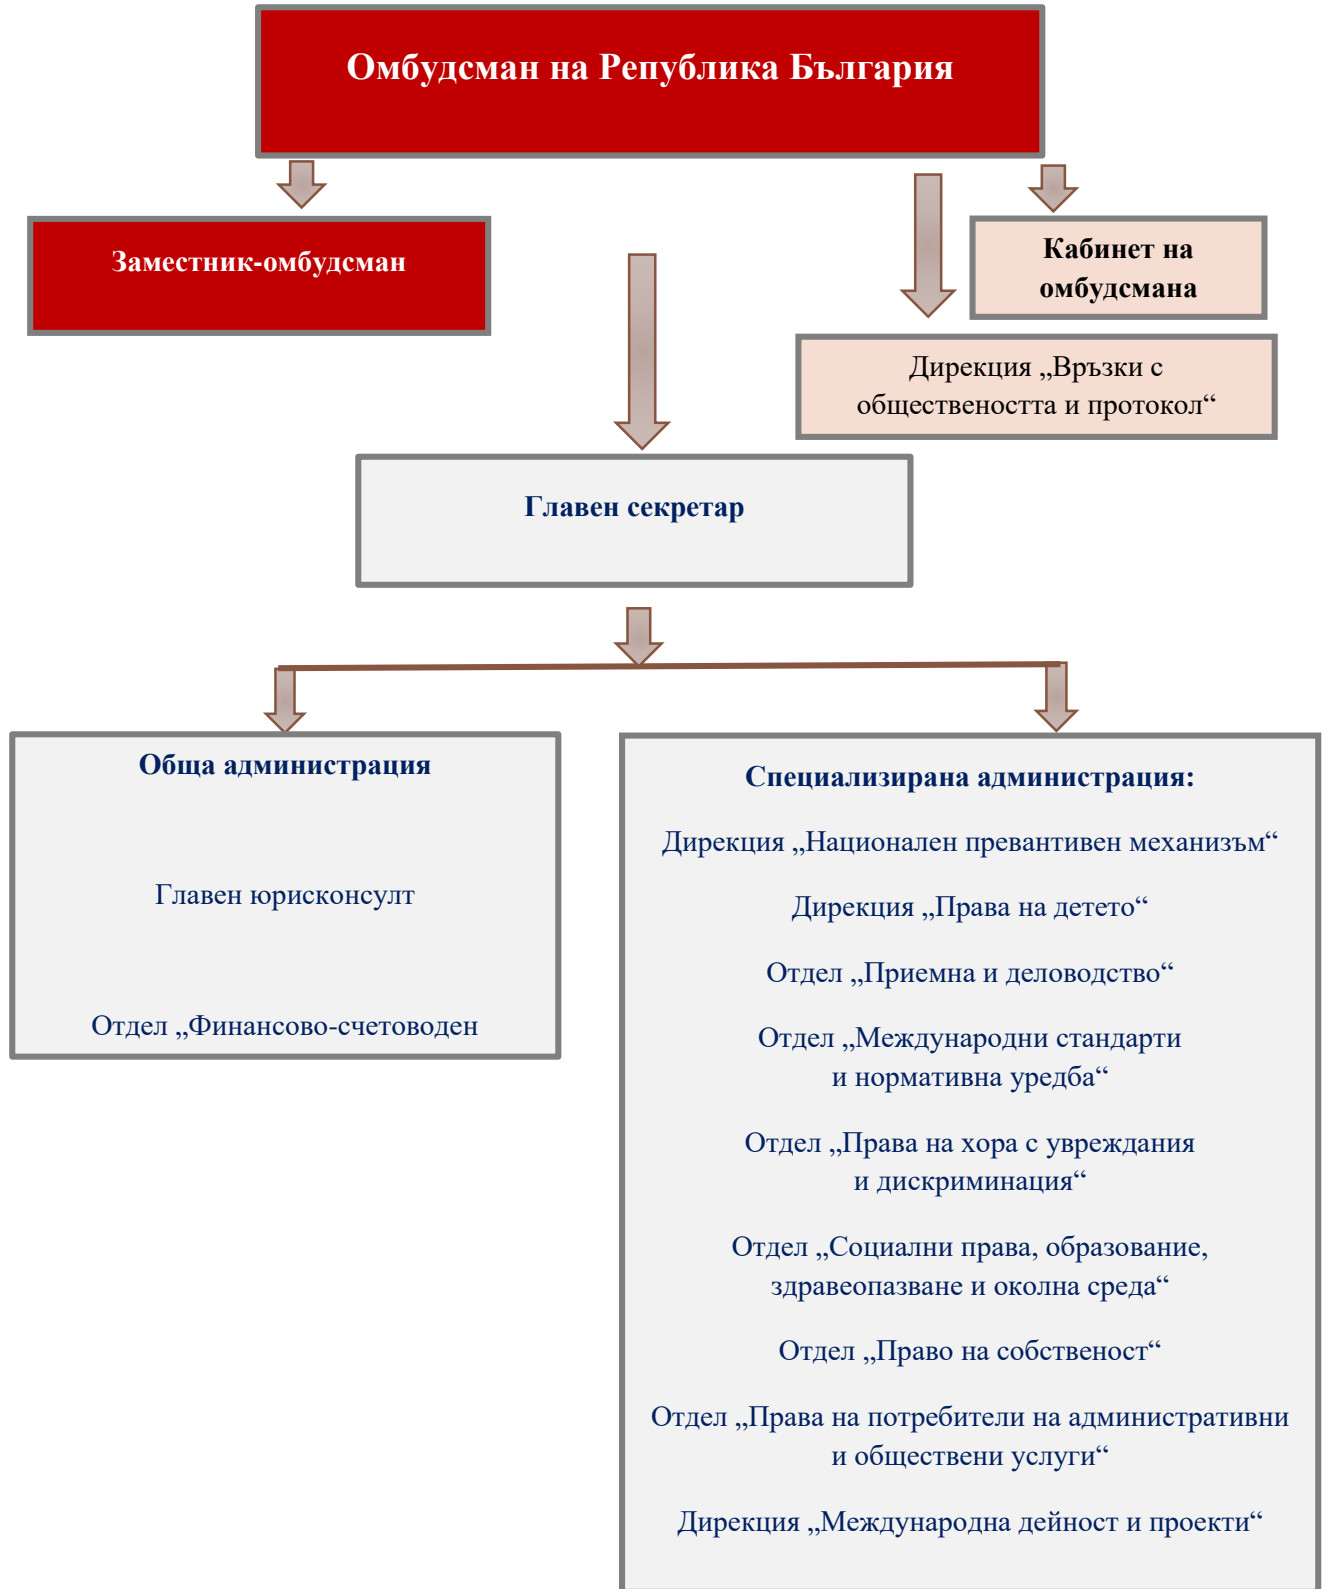 Омбудсман на Република България
Заместник-омбудсман
Кабинет на
омбудсмана
Дирекция „Връзки с
обществеността и протокол“
Главен секретар
Обща администрация
Главен юрисконсулт
Отдел „Финансово-счетоводен
Специализирана администрация:
Дирекция „Национален превантивен механизъм“
Дирекция „Права на детето“
Отдел „Приемна и деловодство“
Отдел „Международни стандарти
и нормативна уредба“
Отдел „Права на хора с увреждания
и дискриминация“
Отдел „Социални права, образование,
здравеопазване и околна среда“
Отдел „Право на собственост“
Отдел „Права на потребители на административни
и обществени услуги“
Дирекция „Международна дейност и проекти“